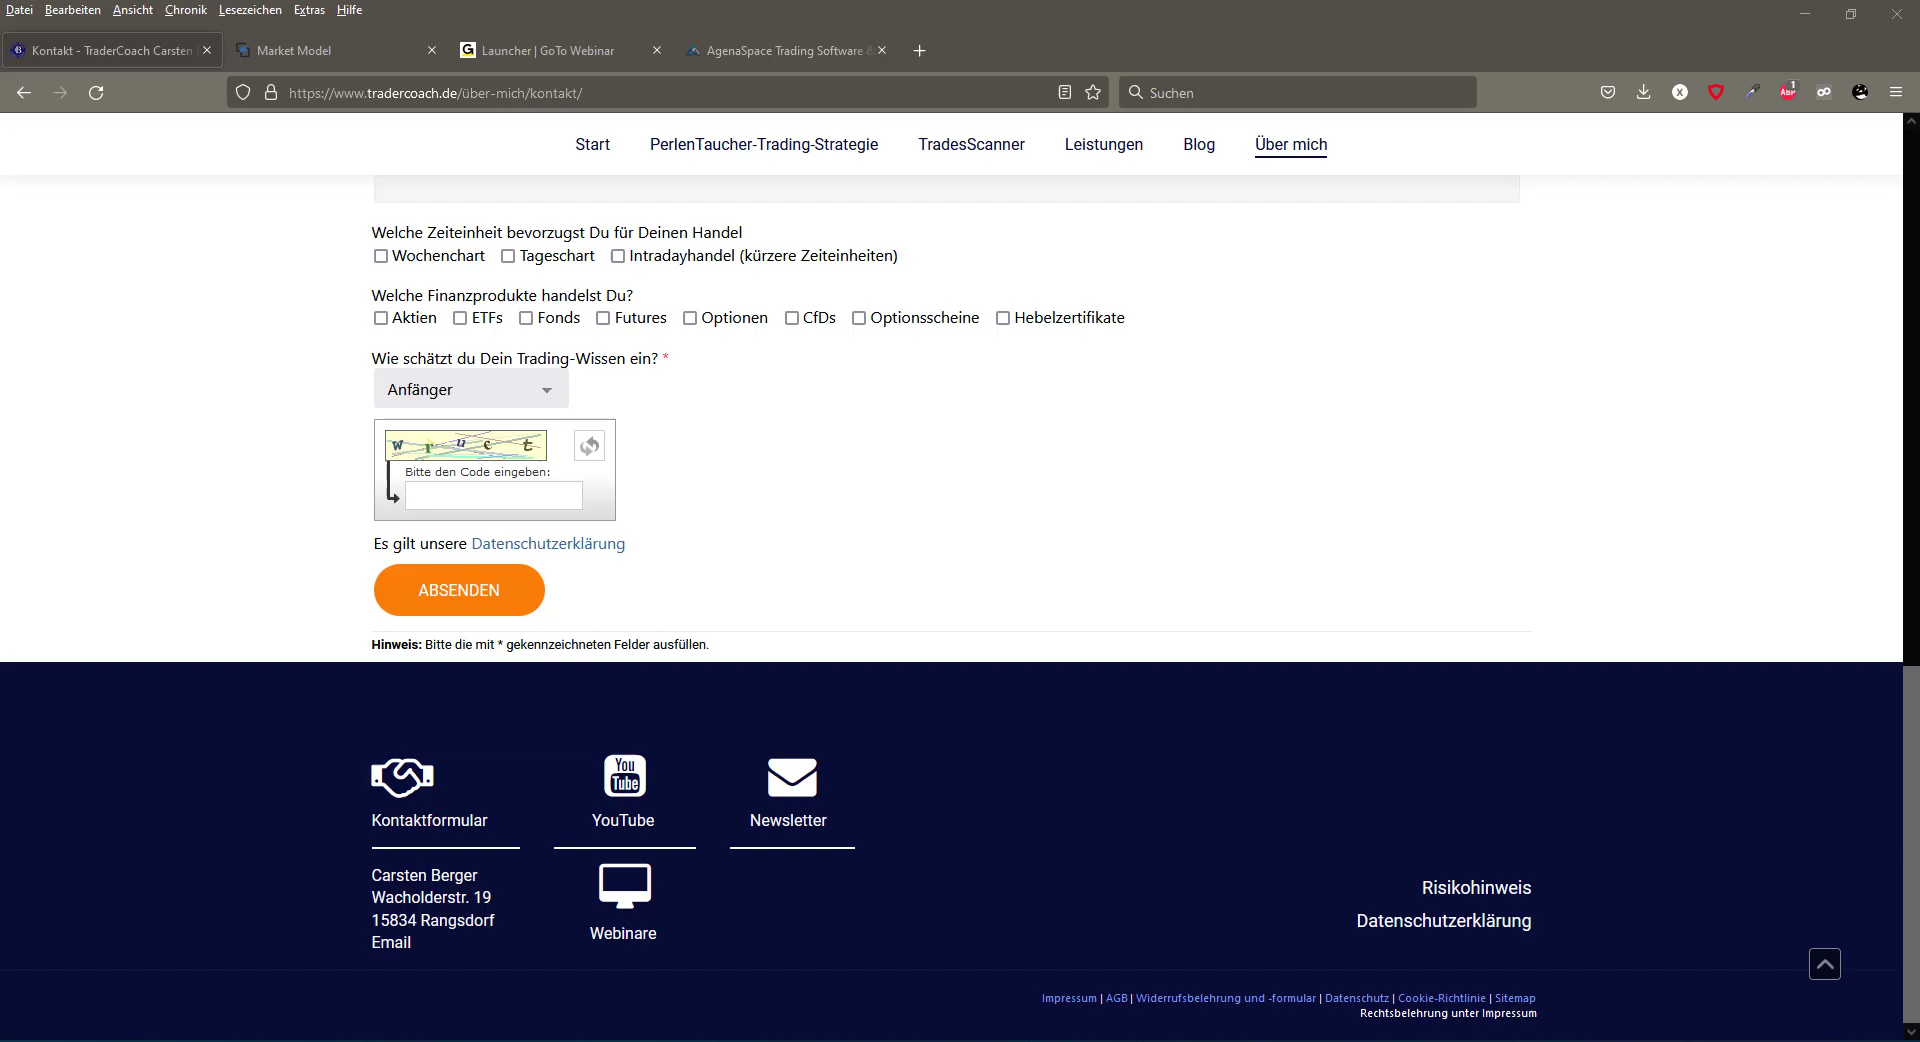 Datei Bearbeiten Ansicht Chronik Lesezeichen Extras Hilfe
Kontakt - TraderCoach Carsten
Market Model
Launcher | GoTo Webinar
AgenaSpace Trading Software &
https://www.tradercoach.de/über-mich/kontakt/
Suchen
Start PerlenTaucher-Trading-Strategie TradesScanner Leistungen Blog Über mich
Welche Zeiteinheit bevorzugst Du für Deinen Handel
Wochenchart Tageschart Intradayhandel (kürzere Zeiteinheiten)
Welche Finanzprodukte handelst Du?
Aktien ETFs Fonds Futures Optionen CfDs Optionsscheine Hebelzertifikate
Wie schätzt du Dein Trading-Wissen ein? *
Anfänger
w r u c t
Bitte den Code eingeben:
Es gilt unsere Datenschutzerklärung
ABSENDEN
Hinweis: Bitte die mit * gekennzeichneten Felder ausfüllen.
You
Tube
Kontaktformular YouTube Newsletter
Carsten Berger
Wacholderstr. 19
15834 Rangsdorf
Email
Webinare
Risikohinweis
Datenschutzerklärung
Impressum | AGB | Widerrufsbelehrung und -formular | Datenschutz | Cookie-Richtlinie | Sitemap
Rechtsbelehrung unter Impressum